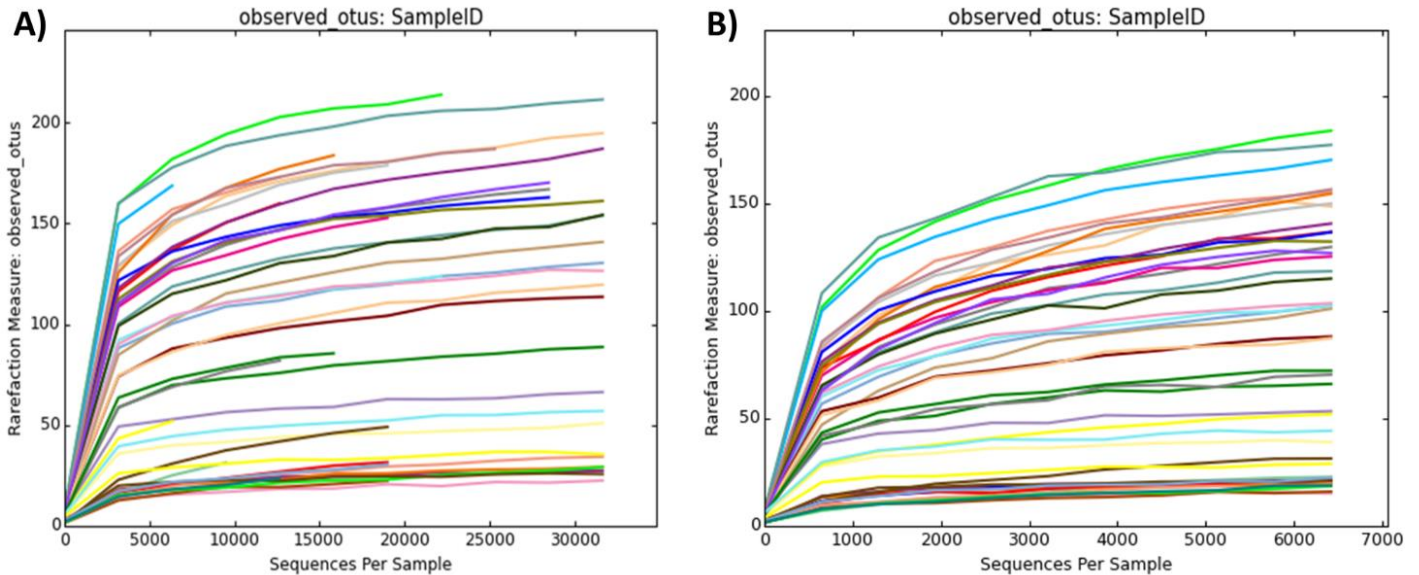 A)
observed_otus: SampleID
Rarefaction Measure: observed_otus
200
150
100
50
0
0 5000 10000 15000 20000 25000 30000
Sequences Per Sample
B)
observed_otus: SampleID
Rarefaction Measure: observed_otus
200
150
100
50
0
0 1000 2000 3000 4000 5000 6000 7000
Sequences Per Sample